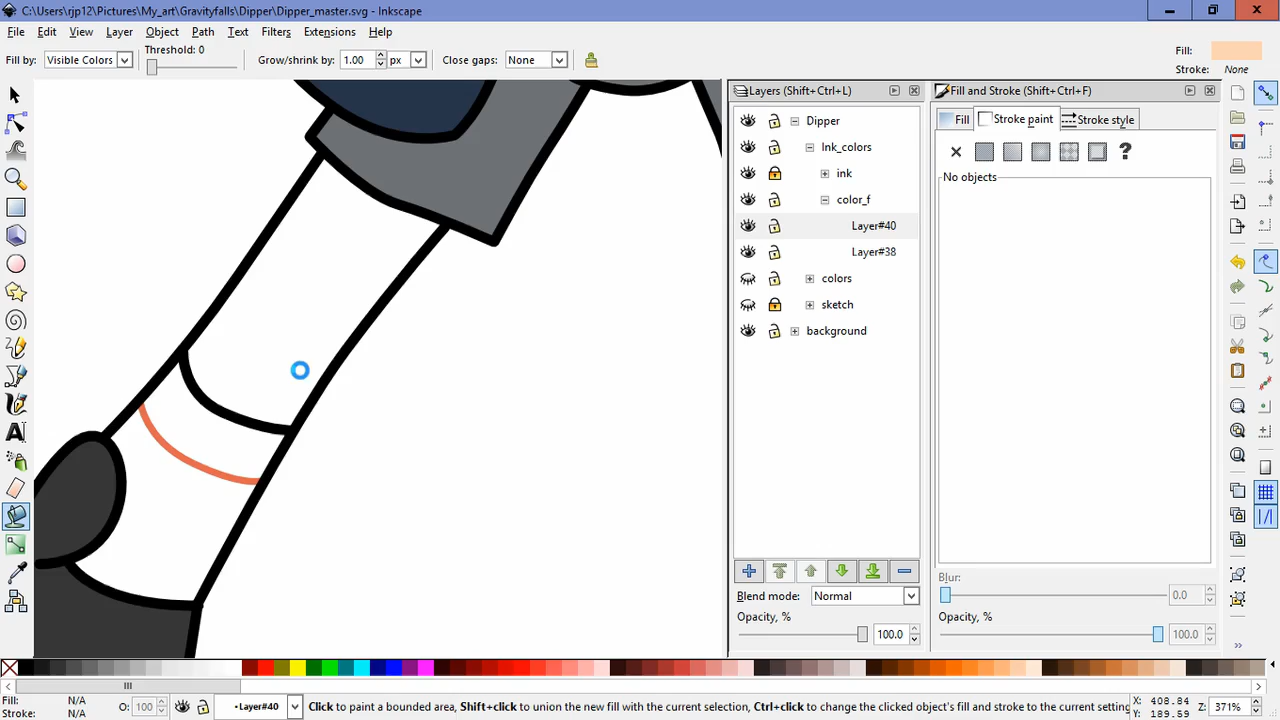 C:\Users\rjp12\Pictures\My_art\Gravityfalls\Dipper\Dipper_master.svg - Inkscape
File Edit View Layer Object Path Text Filters Extensions Help
Fill by: Visible Colors Threshold: 0 Grow/shrink by: 1.00 px Close gaps: None
Fill:
Stroke: None
Layers (Shift+Ctrl+L)
Dipper
Ink_colors
ink
color_f
Layer#40
Layer#38
colors
sketch
background
Blend mode: Normal
Opacity, %
100.0
Fill and Stroke (Shift+Ctrl+F)
Fill Stroke paint Stroke style
?
No objects
Blur:
0.0
Opacity, %
100.0
Fill: N/A
Stroke: N/A
O: 100
•Layer#40
Click to paint a bounded area, Shift+click to union the new fill with the current selection, Ctrl+click to change the clicked object's fill and stroke to the current setting
X: 408.84
Y: 189.59
Z: 371%